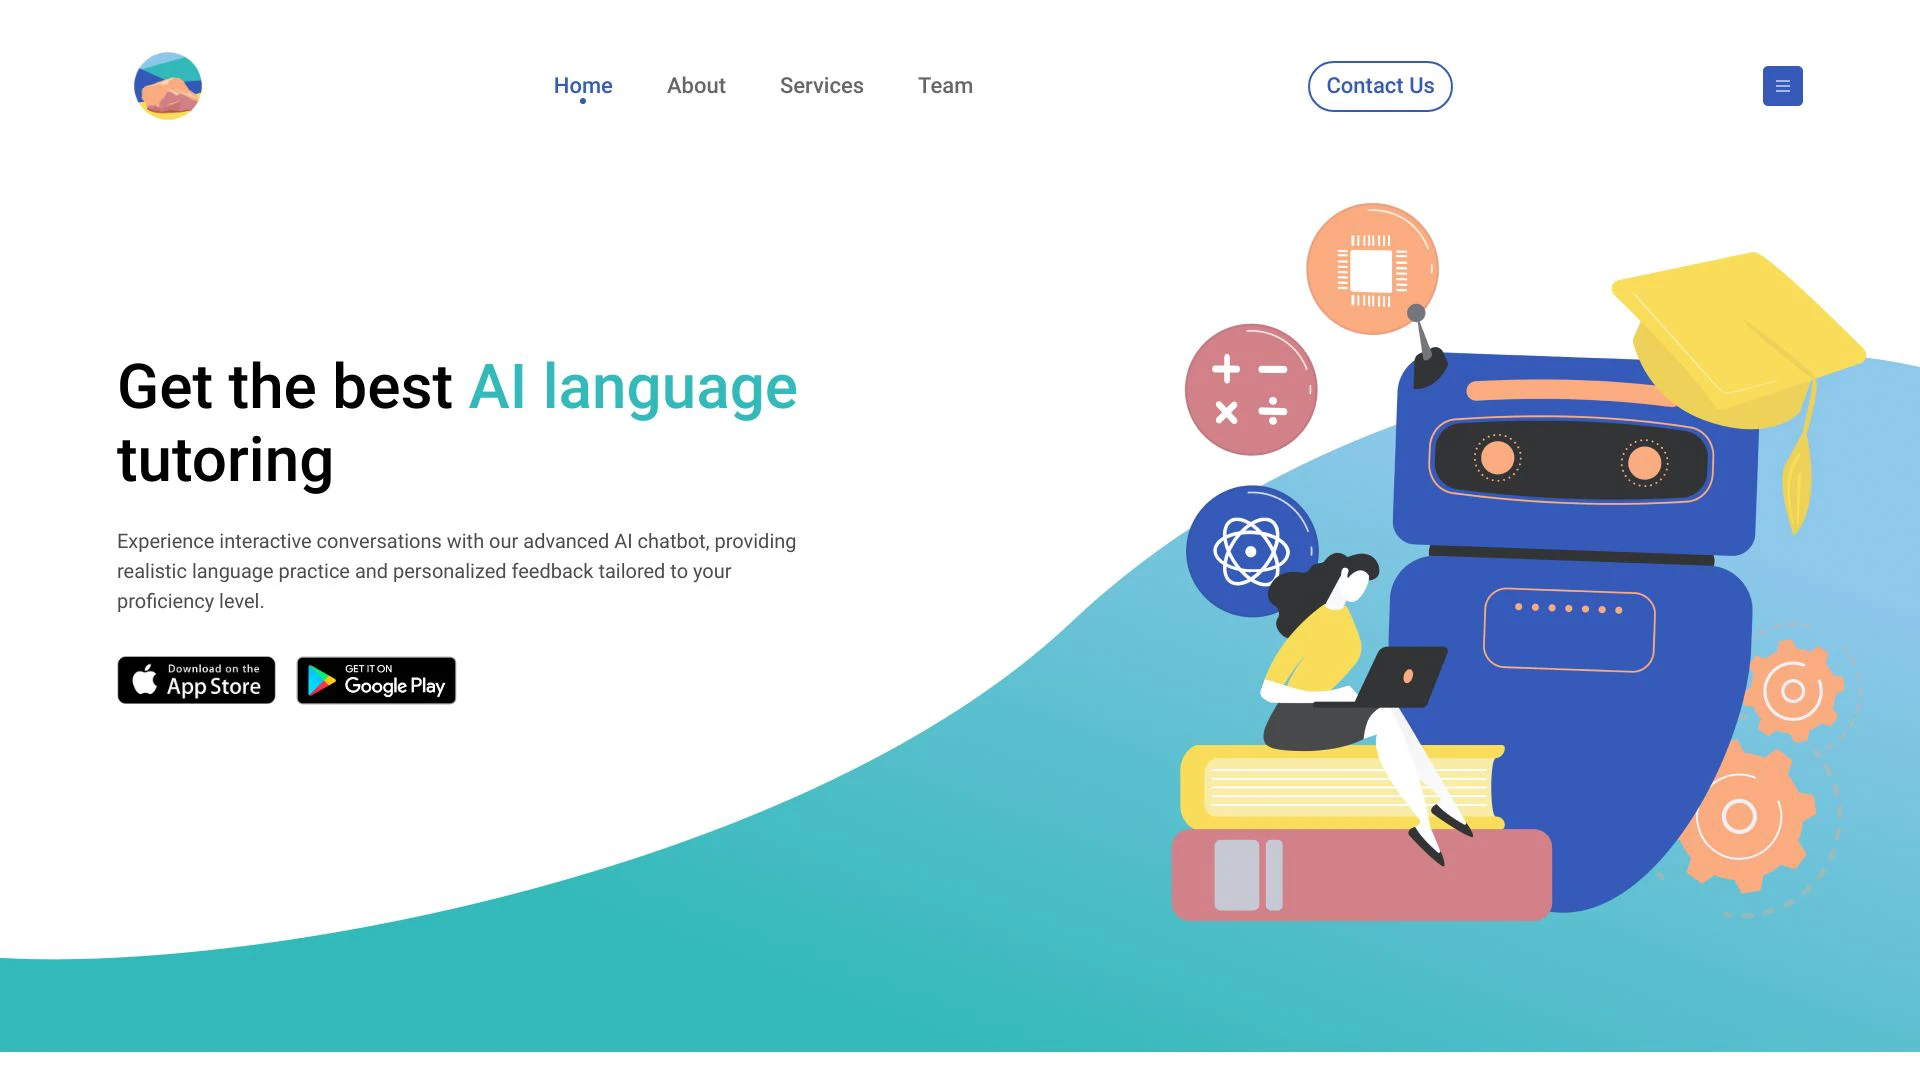 Home About Services Team Contact Us
Get the best AI language
tutoring
Experience interactive conversations with our advanced AI chatbot, providing
realistic language practice and personalized feedback tailored to your
proficiency level.
Download on the
App Store
GET IT ON
Google Play